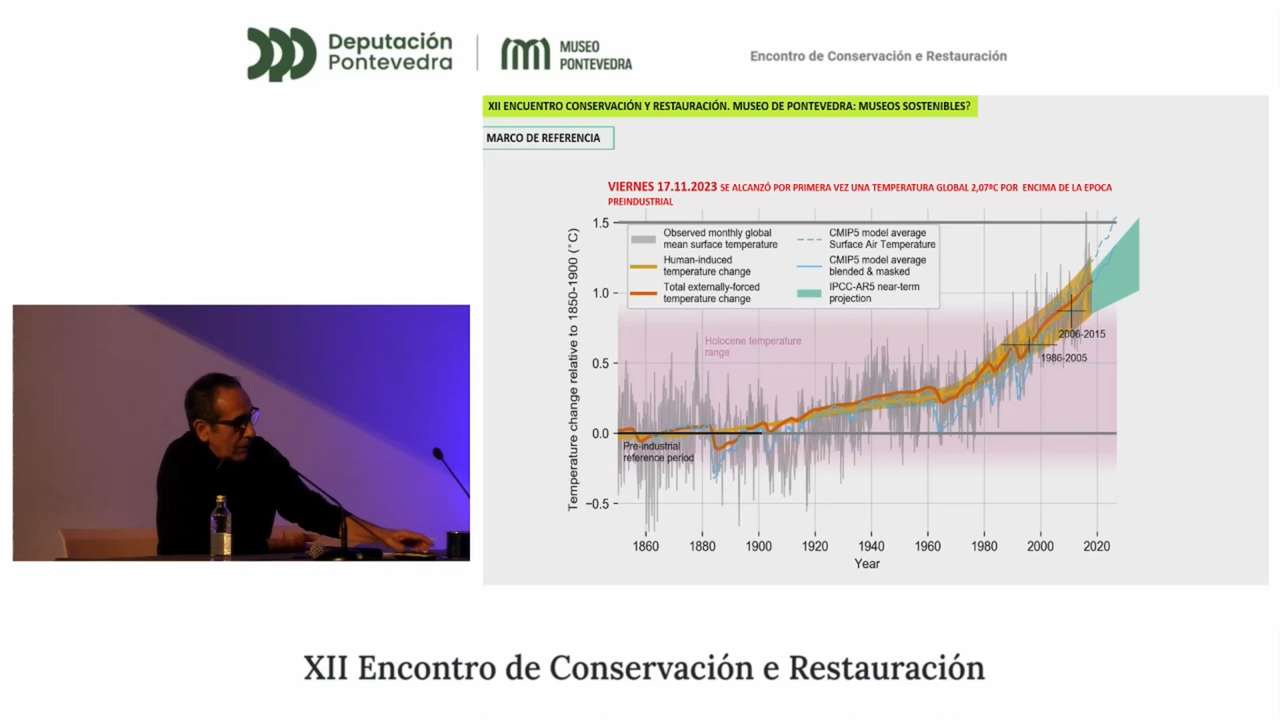 Deputación
Pontevedra
MUSEO
PONTEVEDRA
Encontro de Conservación e Restauración
XII ENCUENTRO CONSERVACIÓN Y RESTAURACIÓN. MUSEO DE PONTEVEDRA: MUSEOS SOSTENIBLES?
MARCO DE REFERENCIA
VIERNES 17.11.2023 SE ALCANZÓ POR PRIMERA VEZ UNA TEMPERATURA GLOBAL 2,07ºC POR ENCIMA DE LA EPOCA
PREINDUSTRIAL
Temperature change relative to 1850-1900 (°C)
1.5
1.0
0.5
0.0
−0.5
Observed monthly global
mean surface temperature
Human-induced
temperature change
Total externally-forced
temperature change
CMIP5 model average
Surface Air Temperature
CMIP5 model average
blended & masked
IPCC-AR5 near-term
projection
Holocene temperature
range
2006-2015
1986-2005
Pre-industrial
reference period
1860 1880 1900 1920 1940 1960 1980 2000 2020
Year
XII Encontro de Conservación e Restauración